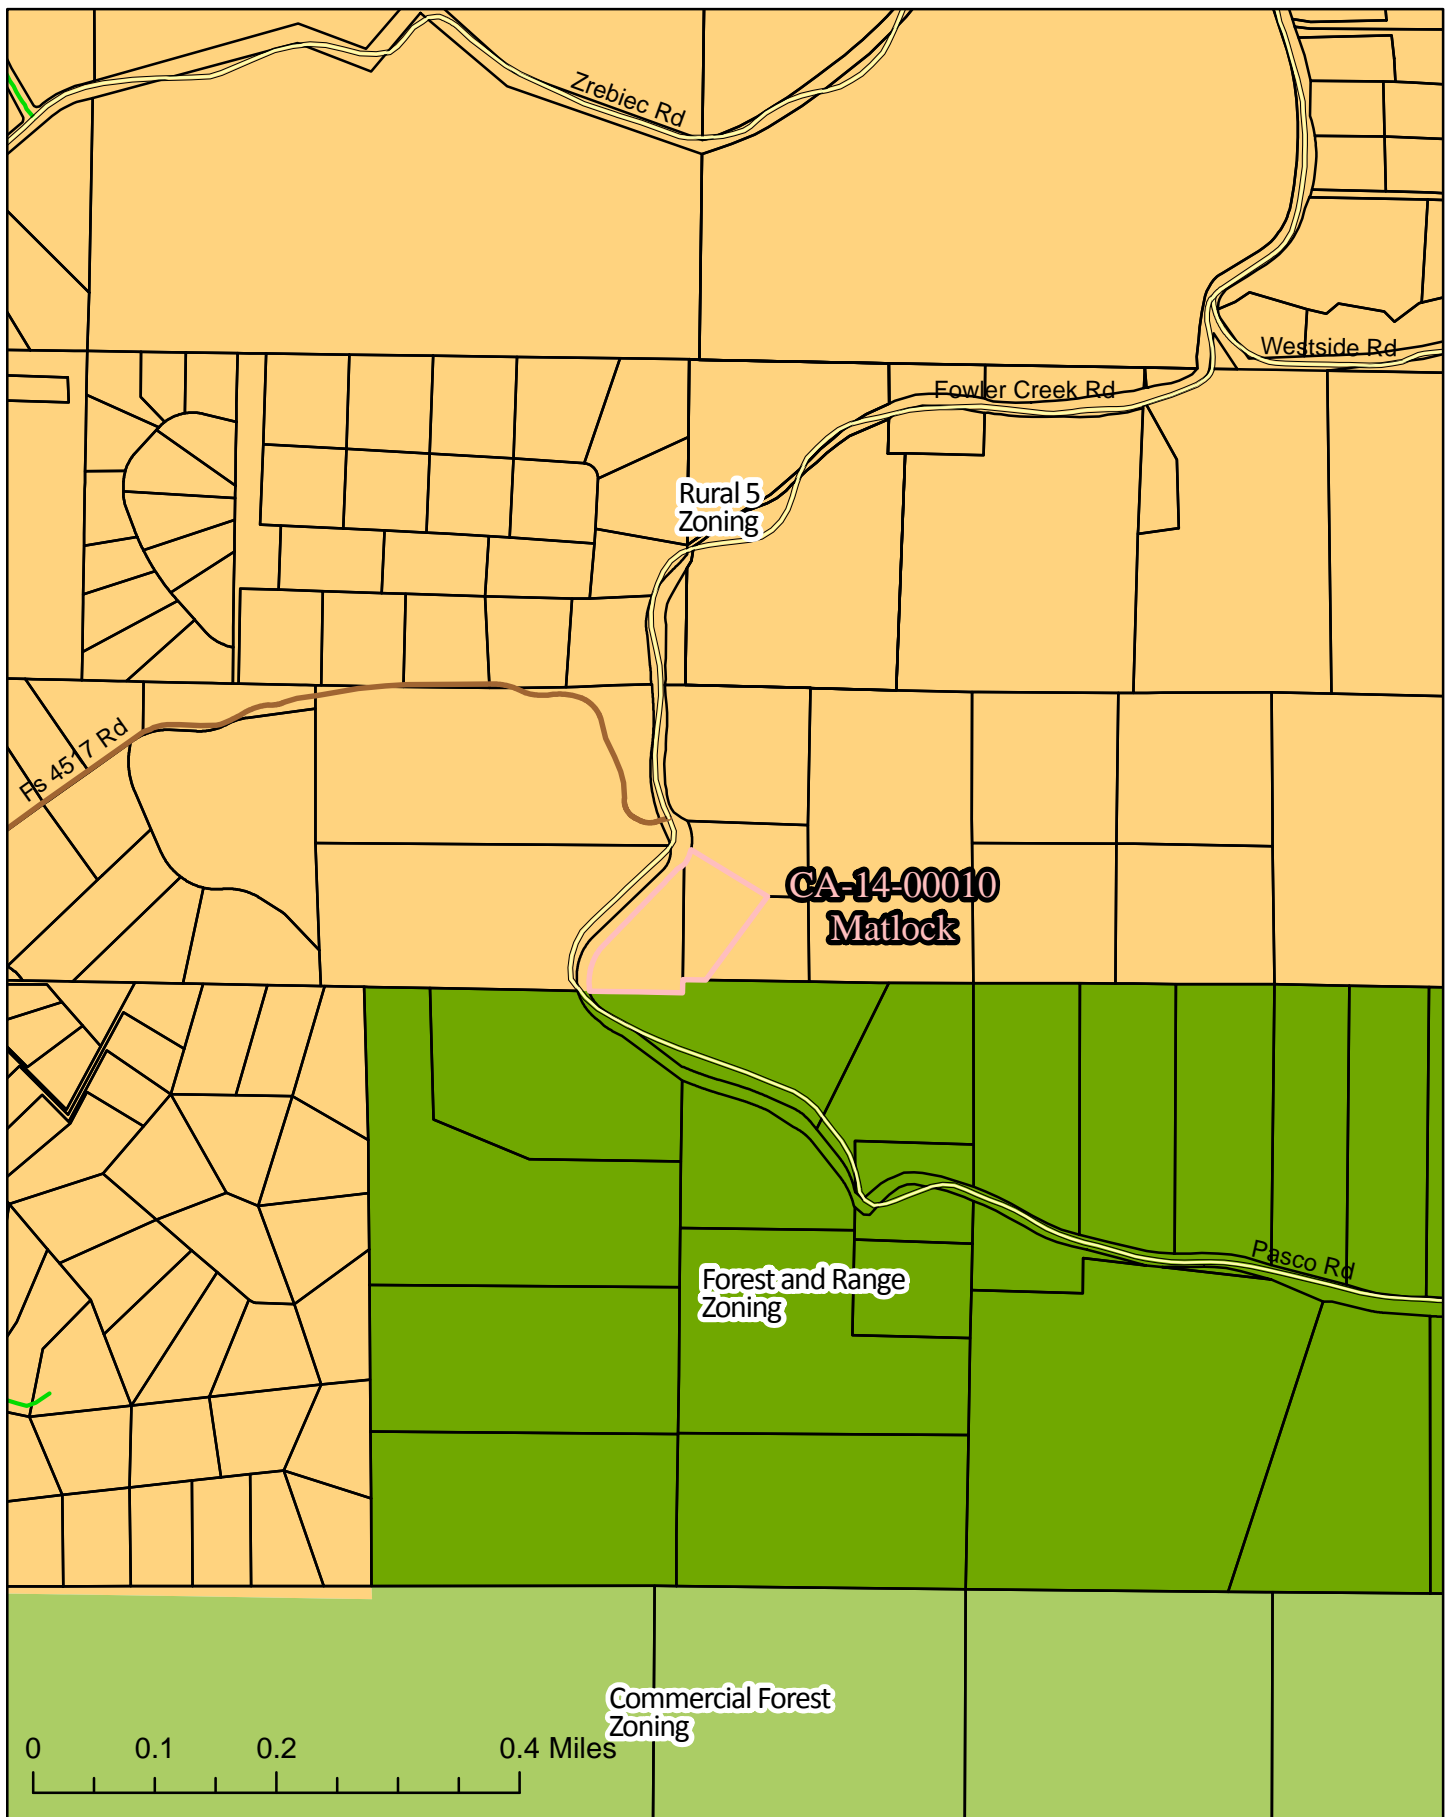 Zrebiec Rd
Westside Rd
Fowler Creek Rd
Rural 5
Zoning
Fs 4517 Rd
CA-14-00010
Matlock
Pasco Rd
Forest and Range
Zoning
Commercial Forest
Zoning
0 0.1 0.2 0.4 Miles